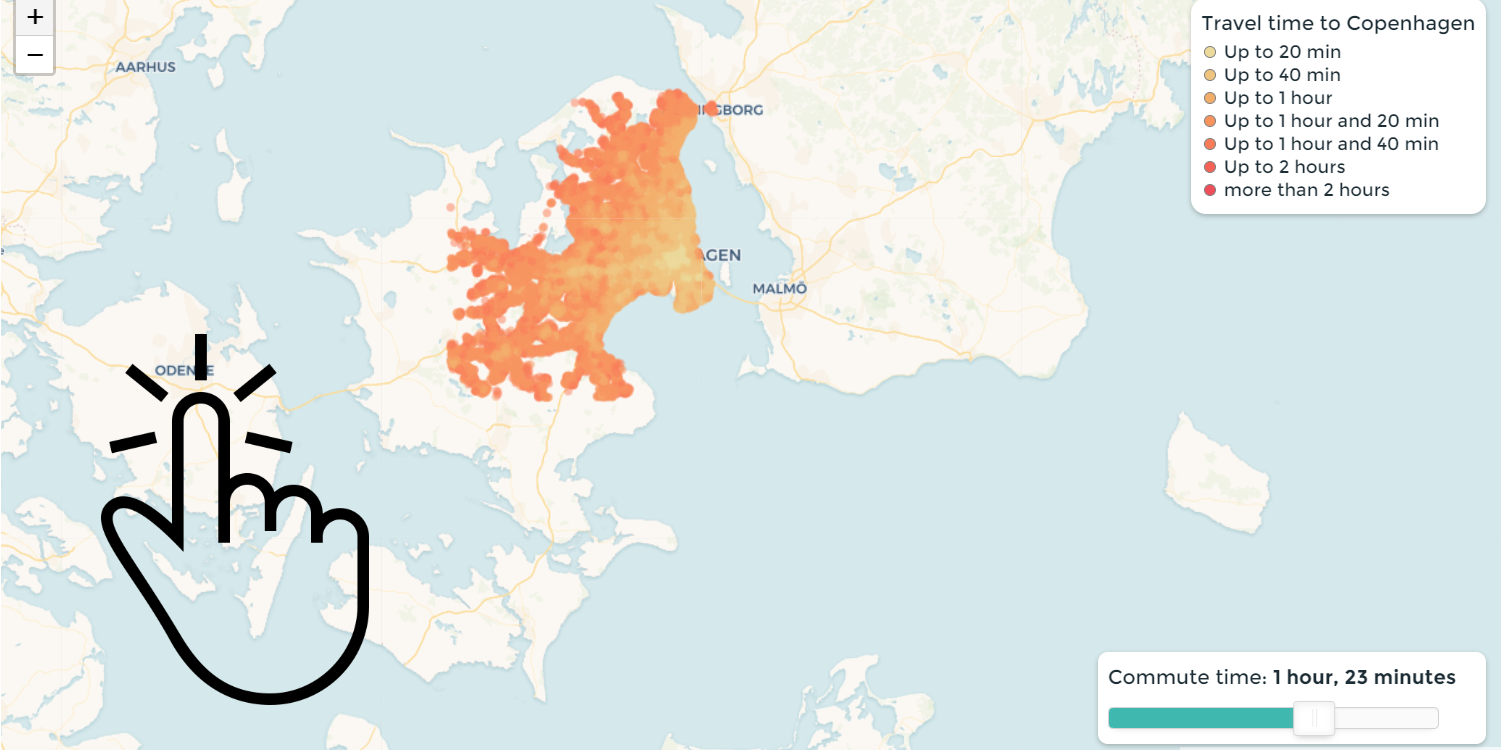 +
−
AARHUS
INGBORG
AGEN
MALMÖ
Travel time to Copenhagen
Up to 20 min
Up to 40 min
Up to 1 hour
Up to 1 hour and 20 min
Up to 1 hour and 40 min
Up to 2 hours
more than 2 hours
Commute time: 1 hour, 23 minutes